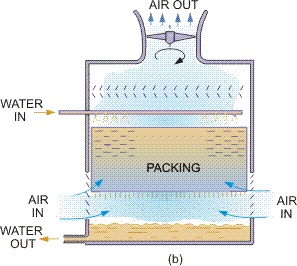 AIR OUT
WATER
IN
PACKING
AIR
IN
AIR
IN
WATER
OUT
(b)